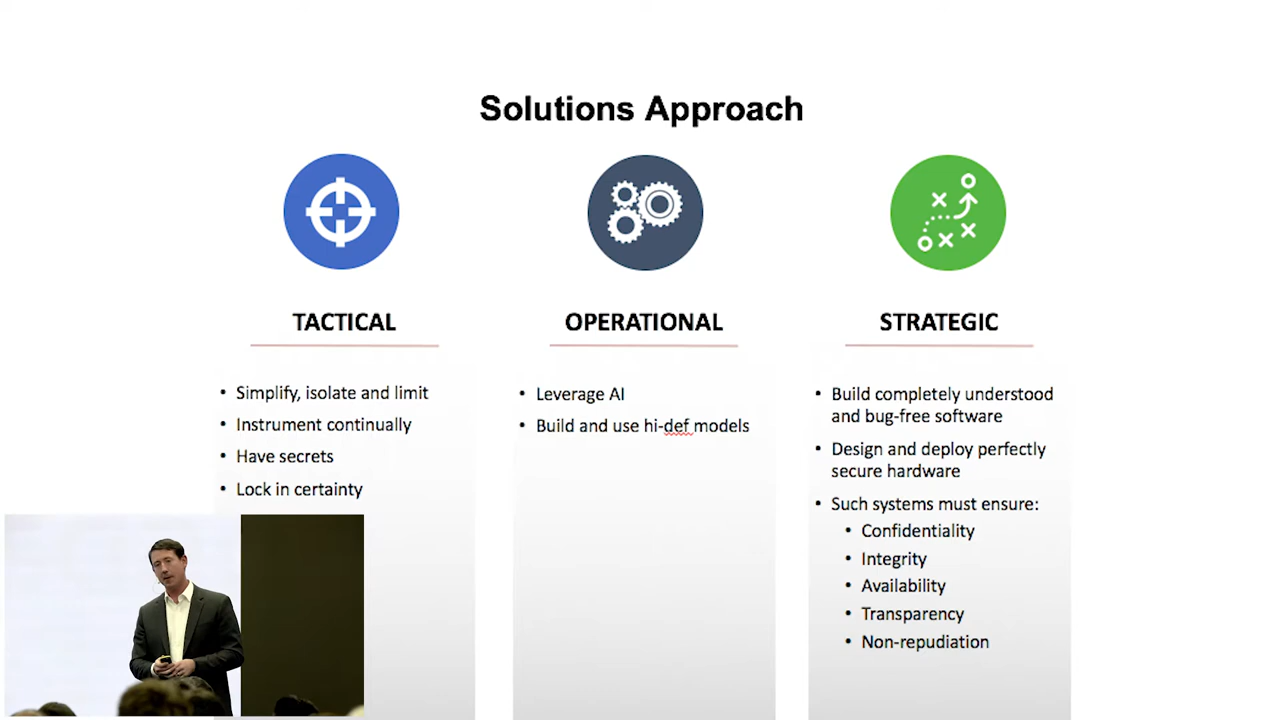 Solutions Approach
TACTICAL
• Simplify, isolate and limit
• Instrument continually
• Have secrets
• Lock in certainty
OPERATIONAL
• Leverage AI
• Build and use hi-def models
STRATEGIC
• Build completely understood
and bug-free software
• Design and deploy perfectly
secure hardware
• Such systems must ensure:
• Confidentiality
• Integrity
• Availability
• Transparency
• Non-repudiation